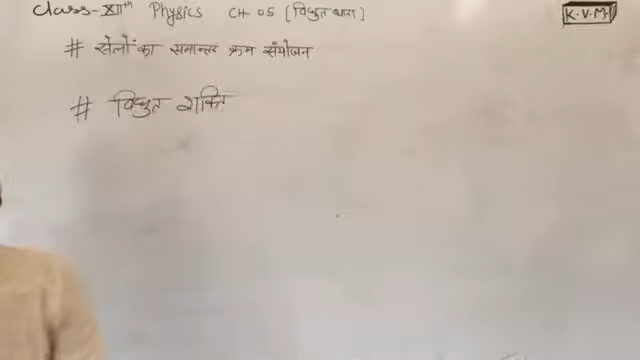 Class-XIIth Physics CH 05 [विधुत धारा]
K.V.M
# सेलों का समान्तर क्रम संयोजन
# विधुत शक्ति